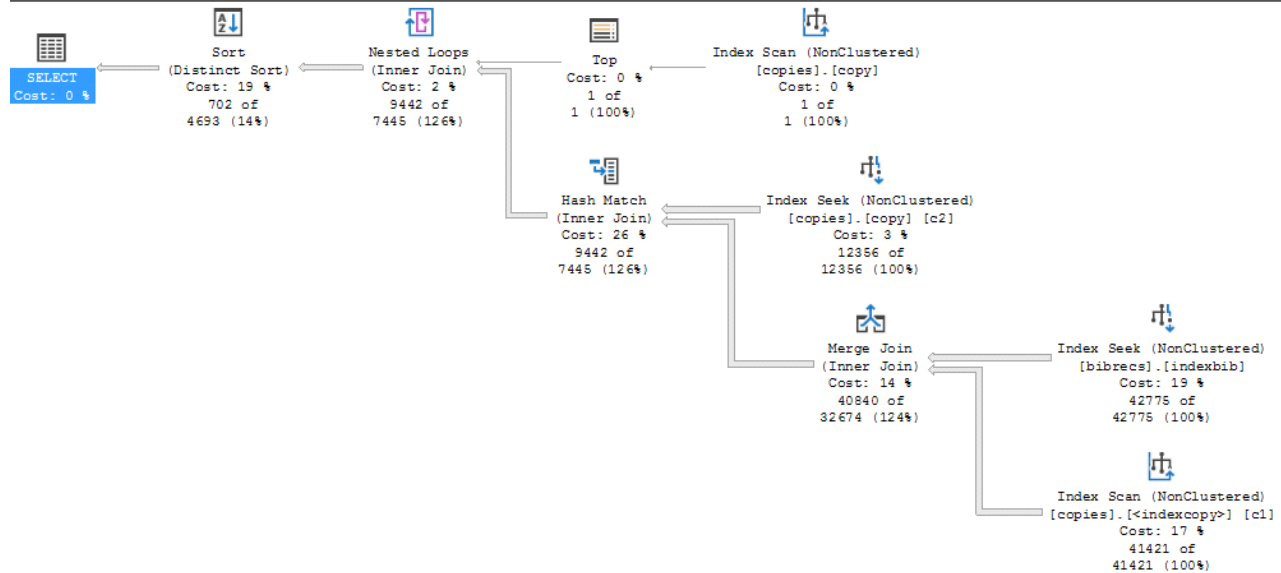 SELECT
Cost: 0 %
Sort
(Distinct Sort)
Cost: 19 %
702 of
4693 (14%)
Nested Loops
(Inner Join)
Cost: 2 %
9442 of
7445 (126%)
Top
Cost: 0 %
1 of
1 (100%)
Index Scan (NonClustered)
[copies].[copy]
Cost: 0 %
1 of
1 (100%)
Hash Match
(Inner Join)
Cost: 26 %
9442 of
7445 (126%)
Index Seek (NonClustered)
[copies].[copy] [c2]
Cost: 3 %
12356 of
12356 (100%)
Merge Join
(Inner Join)
Cost: 14 %
40840 of
32674 (124%)
Index Seek (NonClustered)
[bibrecs].[indexbib]
Cost: 19 %
42775 of
42775 (100%)
Index Scan (NonClustered)
[copies].[<indexcopy>] [c1]
Cost: 17 %
41421 of
41421 (100%)